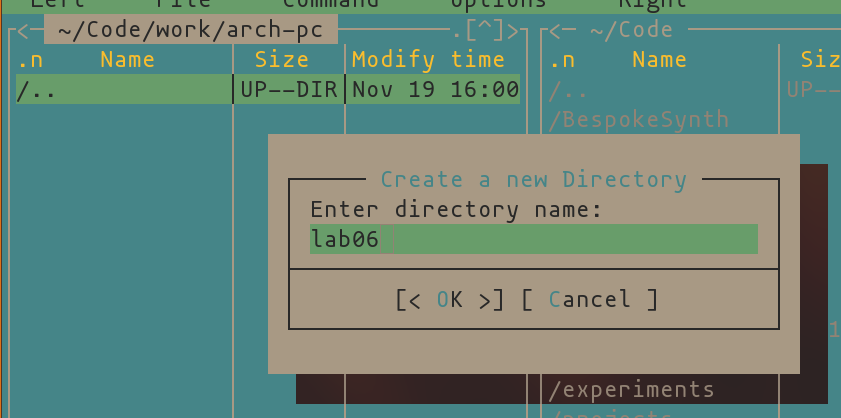 Left File Command Options Right
<─ ~/Code/work/arch-pc ─.[^]>
<─ ~/Code
.n Name Size Modify time
.n Name Siz
/.. UP--DIR Nov 19 16:00
/.. UP--
/BespokeSynth
Create a new Directory
Enter directory name:
lab06
[< OK >] [ Cancel ]
1
/experiments
/projects